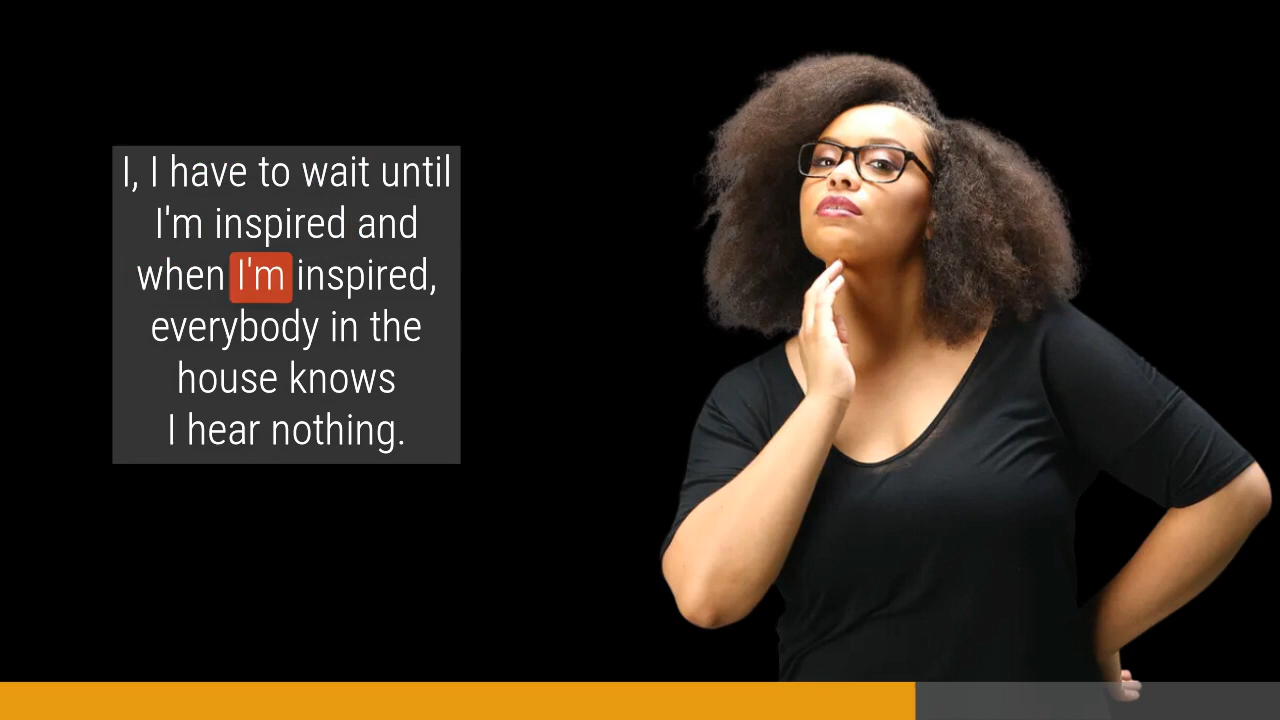 I, I have to wait until
I'm inspired and
when I'm inspired,
everybody in the
house knows
I hear nothing.